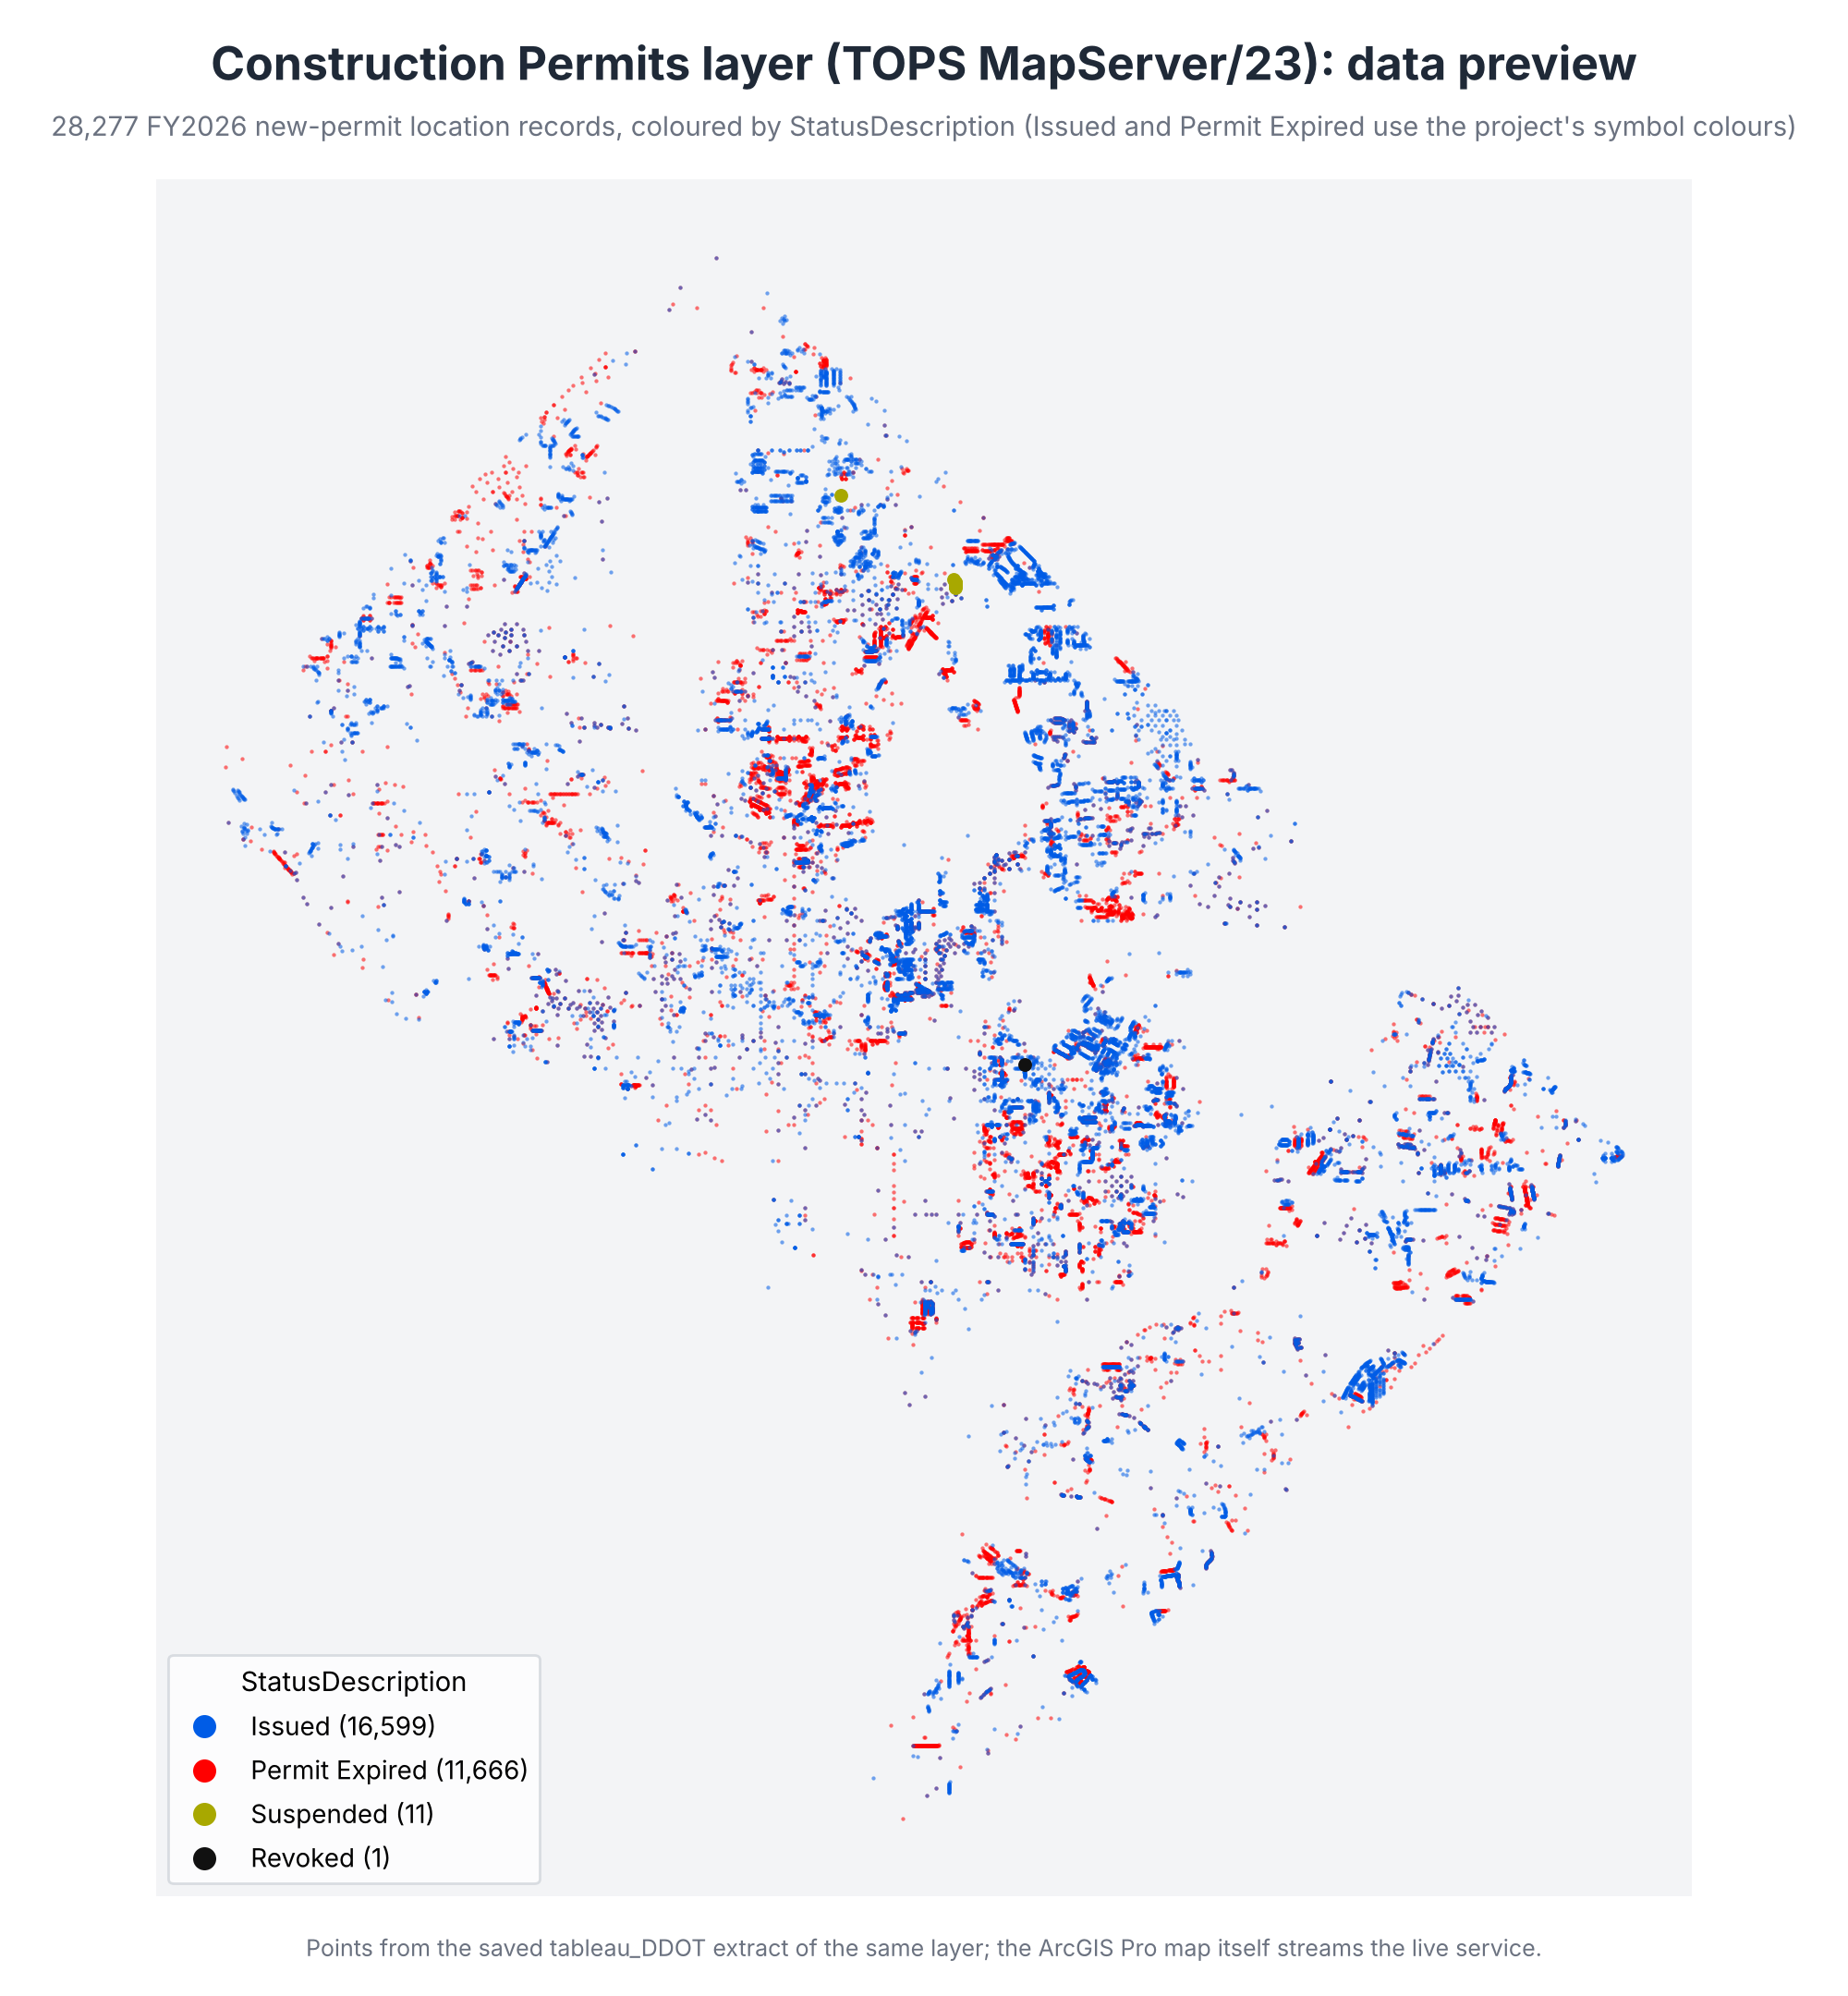 Construction Permits layer (TOPS MapServer/23): data preview
28,277 FY2026 new-permit location records, coloured by StatusDescription (Issued and Permit Expired use the project's symbol colours)
StatusDescription
Issued (16,599)
Permit Expired (11,666)
Suspended (11)
Revoked (1)
Points from the saved tableau_DDOT extract of the same layer; the ArcGIS Pro map itself streams the live service.